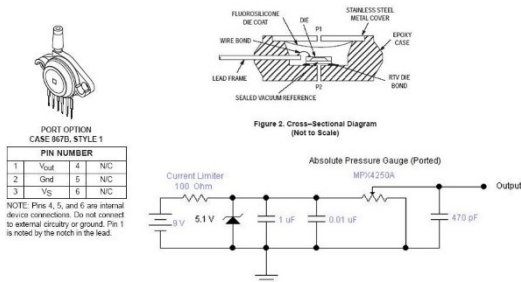 FLUOROSILICONE
DIE COAT
DIE
P1
STAINLESS STEEL
METAL COVER
WIRE BOND
EPOXY
CASE
LEAD FRAME
SEALED VACUUM REFERENCE
P2
RTV DIE
BOND
Figure 2. Cross–Sectional Diagram
(Not to Scale)
PORT OPTION
CASE 867B, STYLE 1
PIN NUMBER
1 Vout 4 N/C
2 Gnd 5 N/C
3 VS 6 N/C
NOTE: Pins 4, 5, and 6 are internal
device connections. Do not connect
to external circuitry or ground. Pin 1
is noted by the notch in the lead.
Absolute Pressure Gauge (Ported)
MPX4250A
Current Limiter
100 Ohm
Output
9 V
5.1 V
1 uF
0.01 uF
470 pF